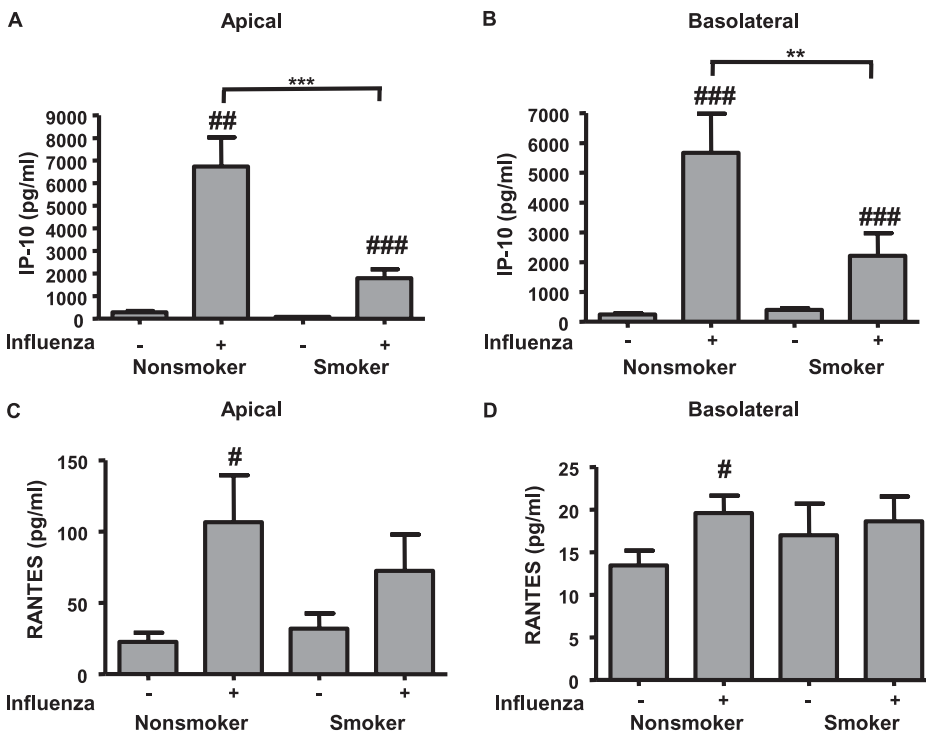 A Apical
***
##
###
IP-10 (pg/ml)
9000
8000
7000
6000
5000
4000
3000
2000
1000
0
Influenza - + - +
Nonsmoker Smoker
B Basolateral
**
###
###
IP-10 (pg/ml)
7000
6000
5000
4000
3000
2000
1000
0
Influenza - + - +
Nonsmoker Smoker
C Apical
#
RANTES (pg/ml)
150
100
50
0
Influenza - + - +
Nonsmoker Smoker
D Basolateral
#
RANTES (pg/ml)
25
20
15
10
5
0
Influenza - + - +
Nonsmoker Smoker